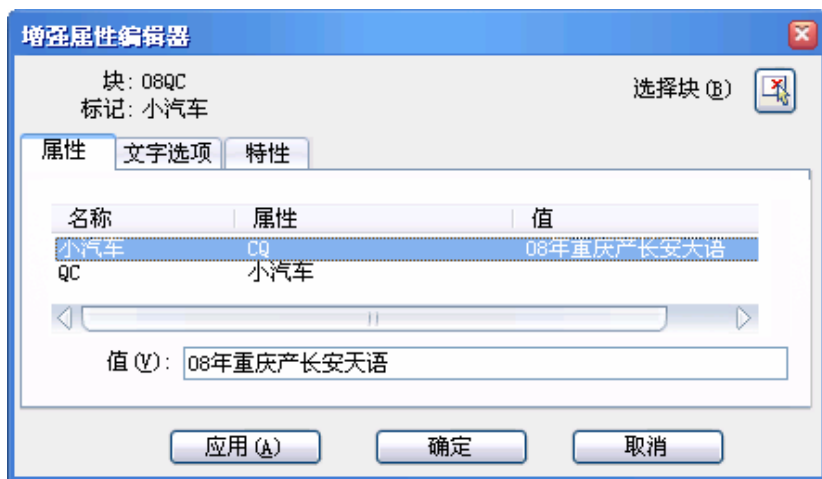 增强属性编辑器
块: 08QC
标记: 小汽车
选择块(B)
属性 文字选项 特性
名称 属性 值
小汽车 CQ 08年重庆产长安天语
QC 小汽车
值(V): 08年重庆产长安天语
应用(A) 确定 取消